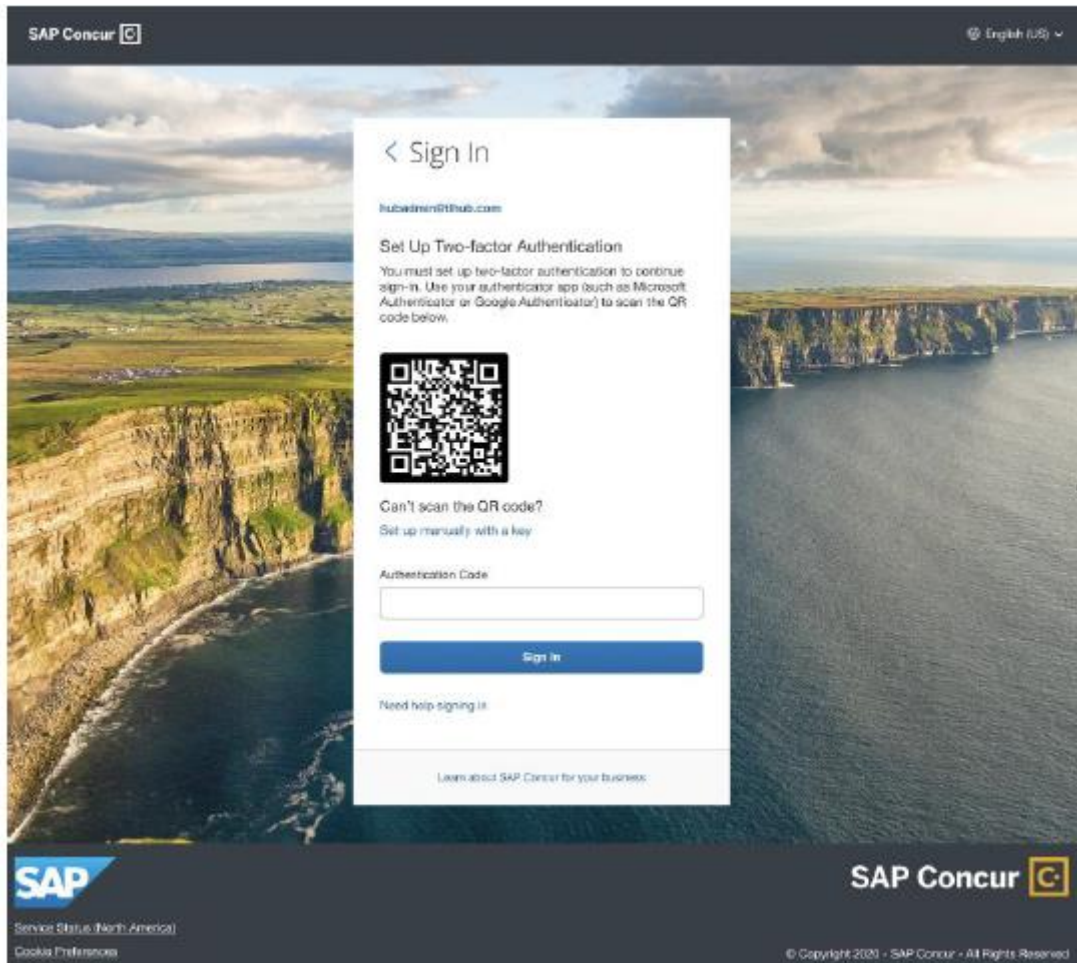 SAP Concur C
English (US)
Sign In
Set Up Two-factor Authentication
You must set up two-factor authentication to continue
sign-in. Use your authenticator app (such as Microsoft
Authenticator or Google Authenticator) to scan the QR
code below.
Can't scan the QR code?
Set up manually with a key
Authentication Code
Sign In
Need help signing in
Learn about SAP Concur for your business
SAP
SAP Concur C
Service Status (North America)
Cookie Preferences
© Copyright 2020 - SAP Concur - All Rights Reserved